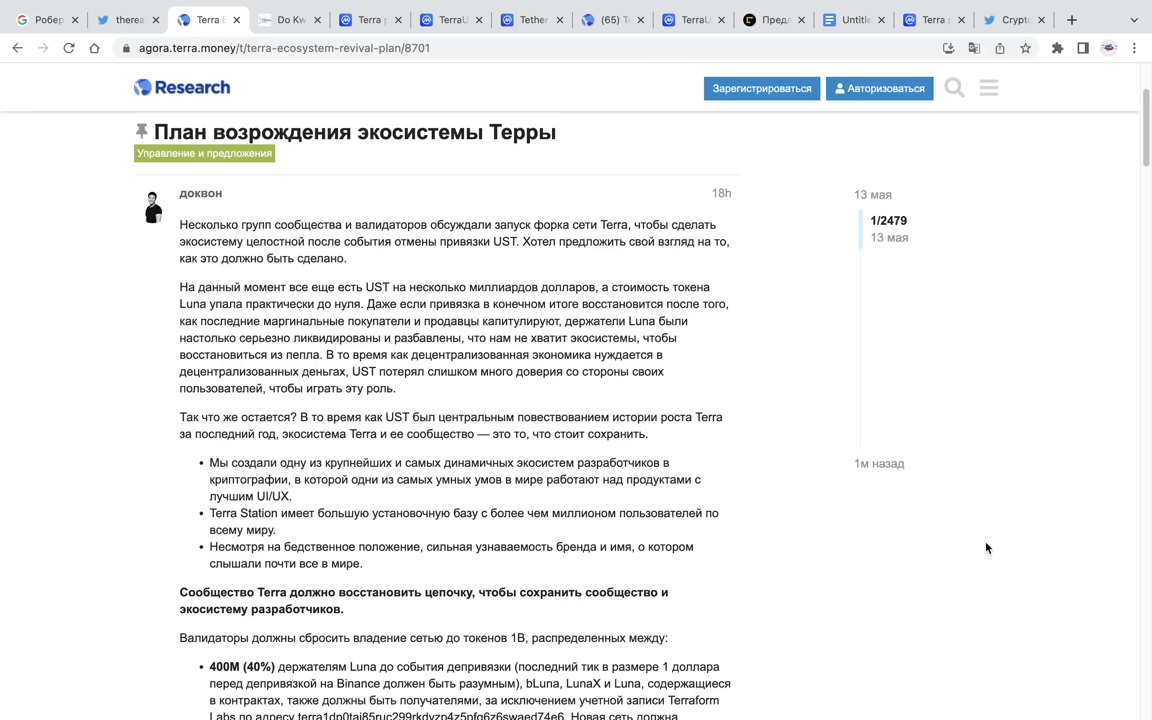 Робер
therea
Terra E
Do Kw
Terra p
TerraU
Tether
(65) T
TerraU
Предл
Untitle
Terra p
Crypto
agora.terra.money/t/terra-ecosystem-revival-plan/8701
Research
Зарегистрироваться
Авторизоваться
План возрождения экосистемы Терры
Управление и предложения
доквон
18h
Несколько групп сообщества и валидаторов обсуждали запуск форка сети Terra, чтобы сделать
экосистему целостной после события отмены привязки UST. Хотел предложить свой взгляд на то,
как это должно быть сделано.
На данный момент все еще есть UST на несколько миллиардов долларов, а стоимость токена
Luna упала практически до нуля. Даже если привязка в конечном итоге восстановится после того,
как последние маргинальные покупатели и продавцы капитулируют, держатели Luna были
настолько серьезно ликвидированы и разбавлены, что нам не хватит экосистемы, чтобы
восстановиться из пепла. В то время как децентрализованная экономика нуждается в
децентрализованных деньгах, UST потерял слишком много доверия со стороны своих
пользователей, чтобы играть эту роль.
Так что же остается? В то время как UST был центральным повествованием истории роста Terra
за последний год, экосистема Terra и ее сообщество — это то, что стоит сохранить.
• Мы создали одну из крупнейших и самых динамичных экосистем разработчиков в
криптографии, в которой одни из самых умных умов в мире работают над продуктами с
лучшим UI/UX.
• Terra Station имеет большую установочную базу с более чем миллионом пользователей по
всему миру.
• Несмотря на бедственное положение, сильная узнаваемость бренда и имя, о котором
слышали почти все в мире.
Сообщество Terra должно восстановить цепочку, чтобы сохранить сообщество и
экосистему разработчиков.
Валидаторы должны сбросить владение сетью до токенов 1B, распределенных между:
• 400M (40%) держателям Luna до события депривязки (последний тик в размере 1 доллара
перед депривязкой на Binance должен быть разумным), bLuna, LunaX и Luna, содержащиеся
в контрактах, также должны быть получателями, за исключением учетной записи Terraform
Labs по адресу terra1dp0taj85ruc299rkdvzp4z5pfg6z6swaed74e6. Новая сеть должна
13 мая
1/2479
13 мая
1м назад